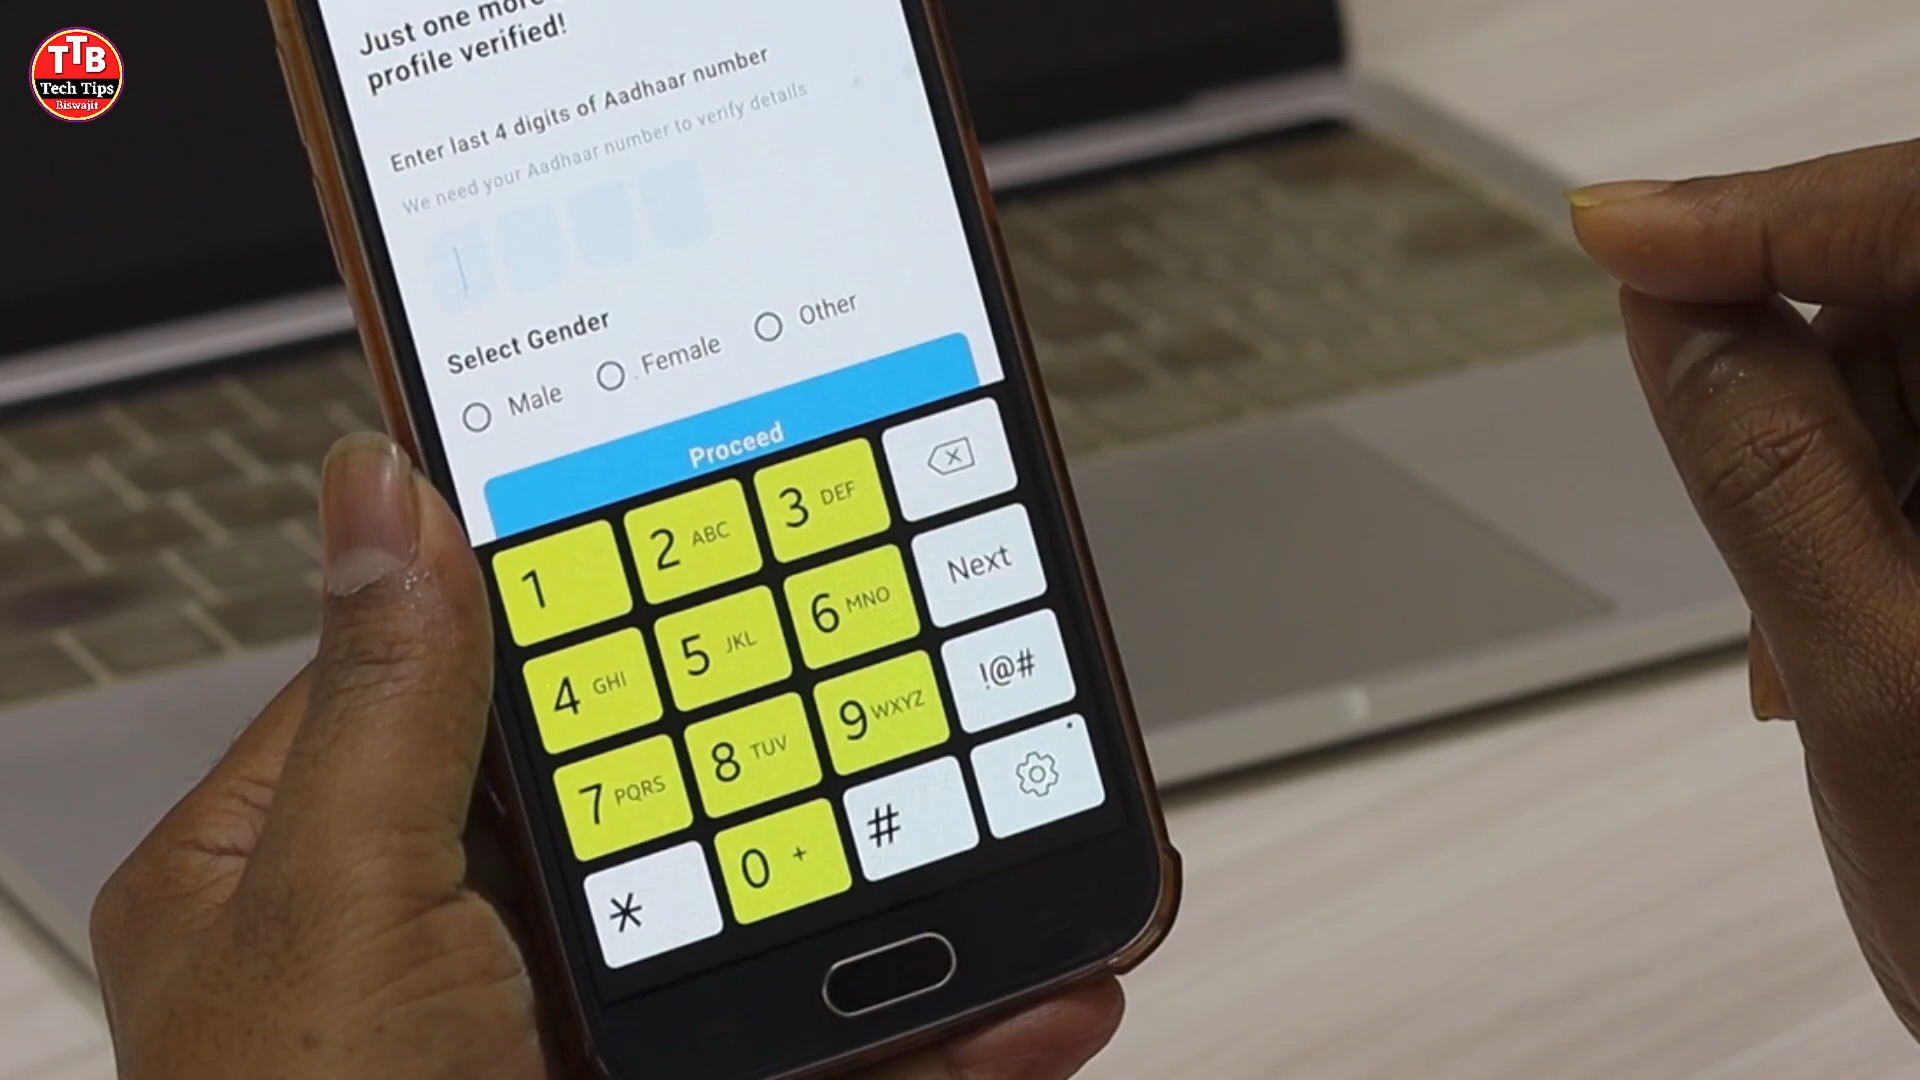 TTB
Tech Tips
Biswajit
Just one more
profile verified!
Enter last 4 digits of Aadhaar number
We need your Aadhaar number to verify details
Select Gender
Male Female Other
Proceed
1 2 ABC 3 DEF
4 GHI 5 JKL 6 MNO Next
7 PQRS 8 TUV 9 WXYZ !@#
* 0 + #